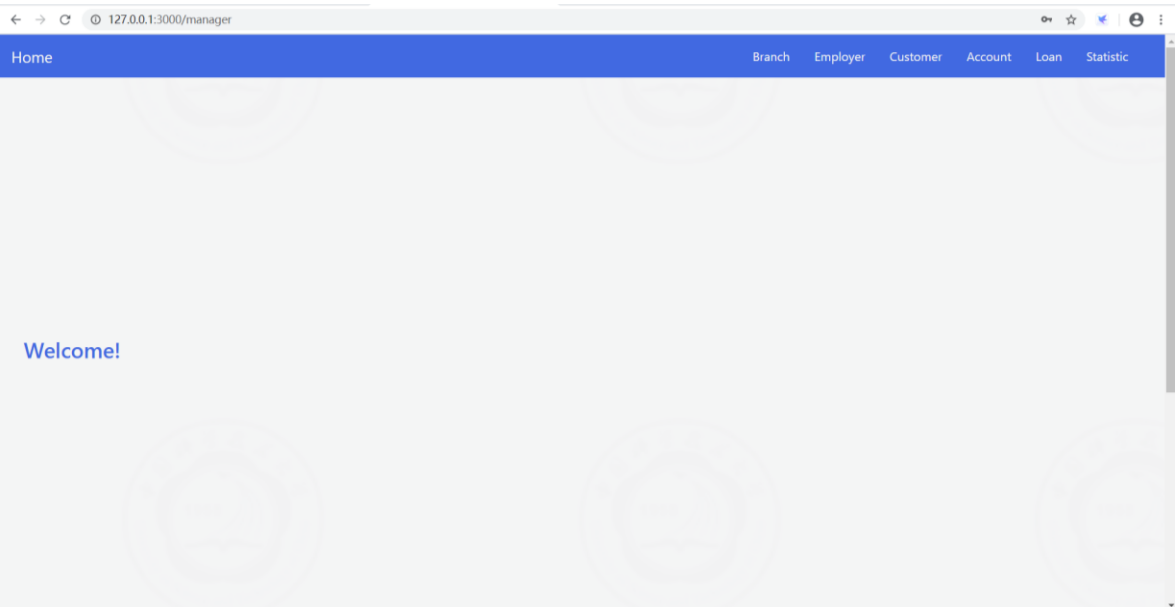 127.0.0.1:3000/manager
Home Branch Employer Customer Account Loan Statistic
Welcome!